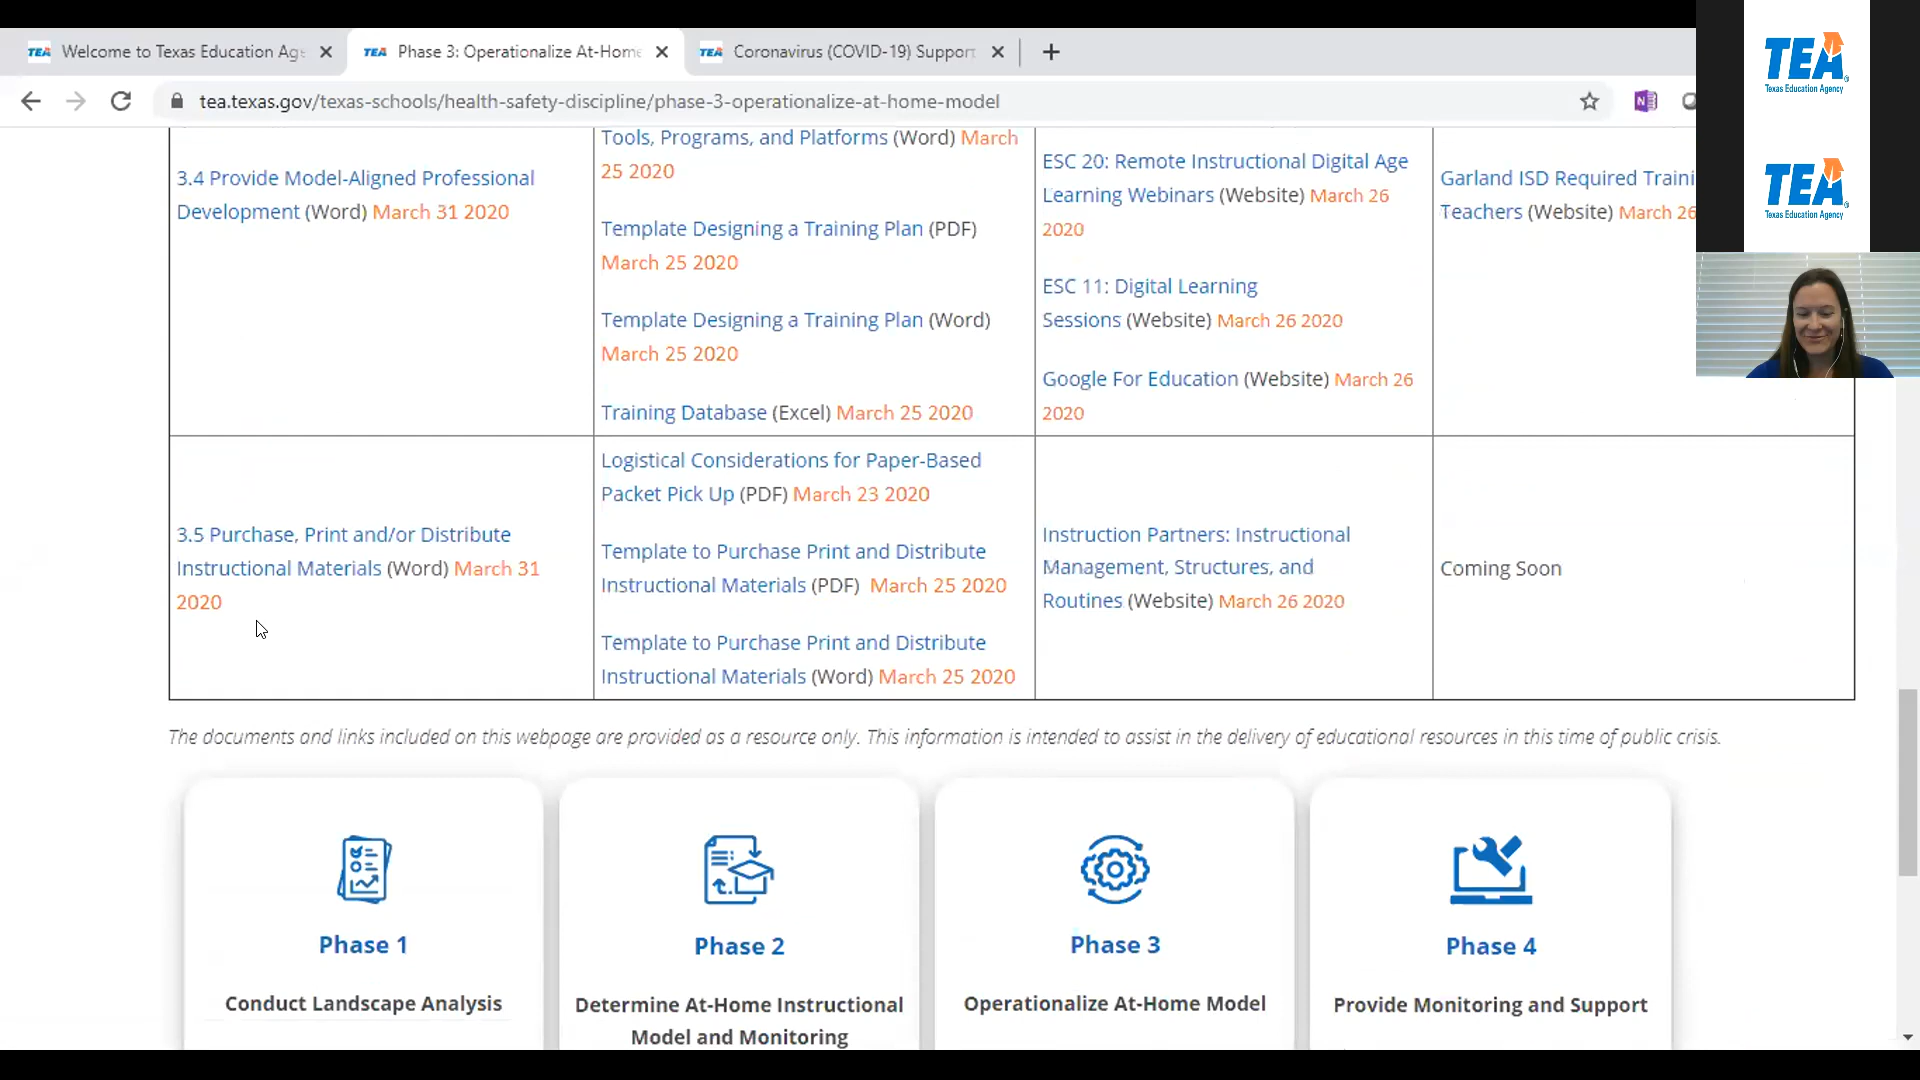 Welcome to Texas Education Age
Phase 3: Operationalize At-Home
Coronavirus (COVID-19) Support
tea.texas.gov/texas-schools/health-safety-discipline/phase-3-operationalize-at-home-model
TEA
Texas Education Agency
TEA
Texas Education Agency
3.4 Provide Model-Aligned Professional
Development (Word) March 31 2020
Tools, Programs, and Platforms (Word) March
25 2020
Template Designing a Training Plan (PDF)
March 25 2020
Template Designing a Training Plan (Word)
March 25 2020
Training Database (Excel) March 25 2020
ESC 20: Remote Instructional Digital Age
Learning Webinars (Website) March 26
2020
ESC 11: Digital Learning
Sessions (Website) March 26 2020
Google For Education (Website) March 26
2020
Garland ISD Required Traini
Teachers (Website) March 26
3.5 Purchase, Print and/or Distribute
Instructional Materials (Word) March 31
2020
Logistical Considerations for Paper-Based
Packet Pick Up (PDF) March 23 2020
Template to Purchase Print and Distribute
Instructional Materials (PDF) March 25 2020
Template to Purchase Print and Distribute
Instructional Materials (Word) March 25 2020
Instruction Partners: Instructional
Management, Structures, and
Routines (Website) March 26 2020
Coming Soon
The documents and links included on this webpage are provided as a resource only. This information is intended to assist in the delivery of educational resources in this time of public crisis.
Phase 1
Conduct Landscape Analysis
Phase 2
Determine At-Home Instructional
Model and Monitoring
Phase 3
Operationalize At-Home Model
Phase 4
Provide Monitoring and Support